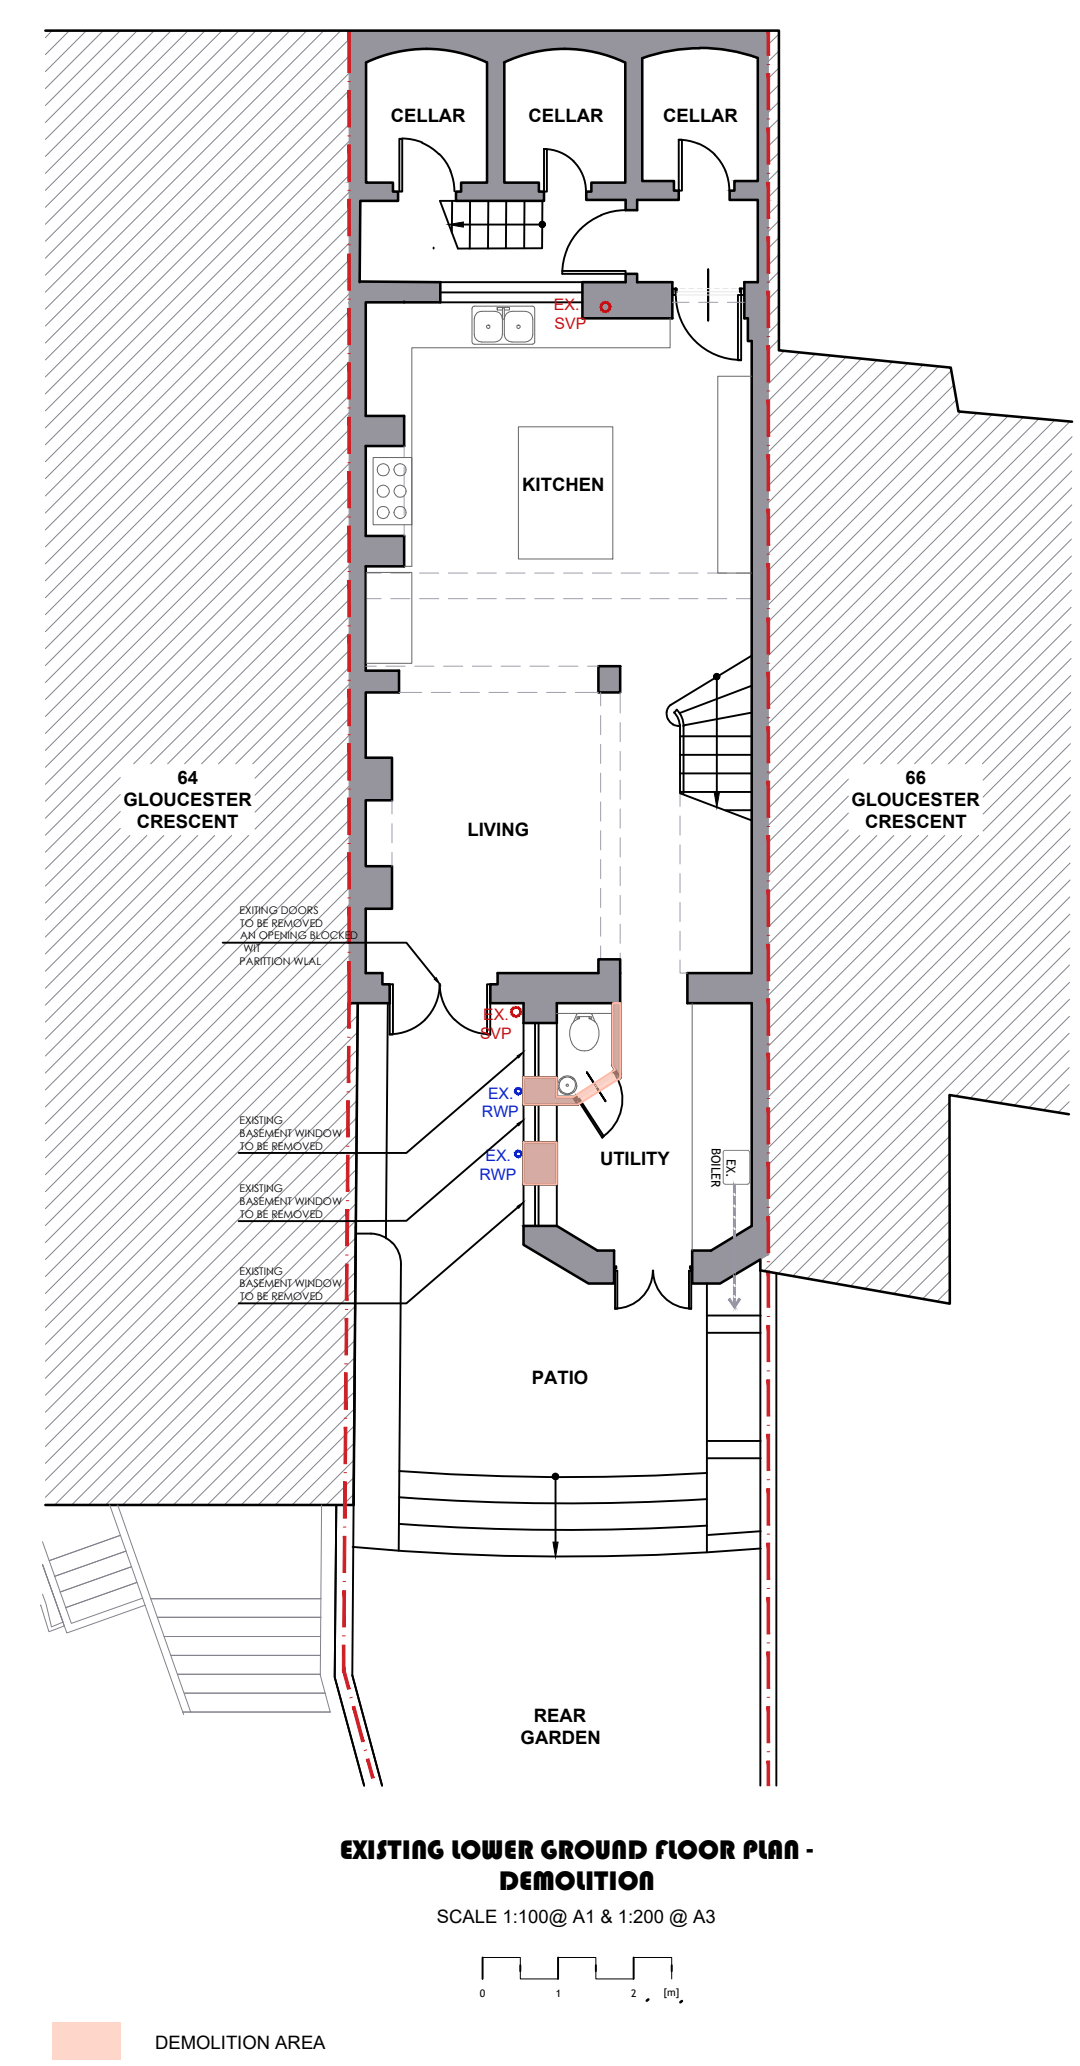 CELLAR
CELLAR
CELLAR
EX.
SVP
KITCHEN
64
GLOUCESTER
CRESCENT
66
GLOUCESTER
CRESCENT
LIVING
EXITING DOORS
TO BE REMOVED
AN OPENING BLOCKED
WIT
PARITTION WLAL
EX.
SVP
EX.
RWP
EXISTING
BASEMENT WINDOW
TO BE REMOVED
EX.
RWP
UTILITY
EX.
BOILER
EXISTING
BASEMENT WINDOW
TO BE REMOVED
EXISTING
BASEMENT WINDOW
TO BE REMOVED
PATIO
REAR
GARDEN
EXISTING LOWER GROUND FLOOR PLAN -
DEMOLITION
SCALE 1:100@ A1 & 1:200 @ A3
0 1 2 [m]
DEMOLITION AREA